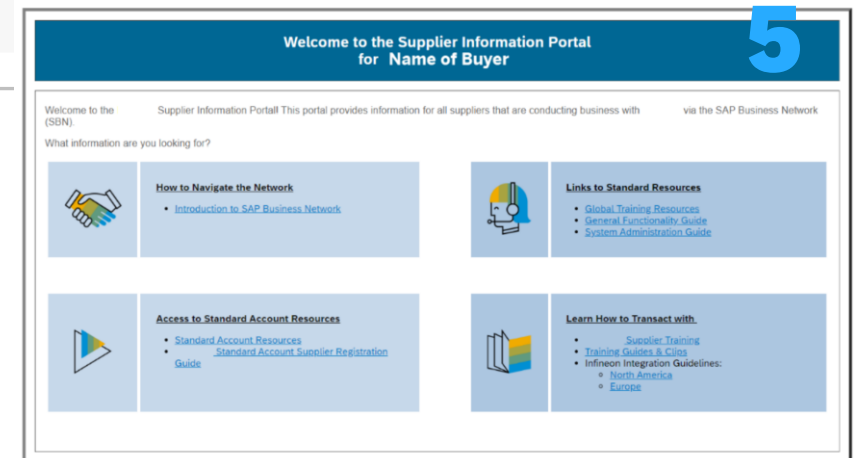 5
Welcome to the Supplier Information Portal
for Name of Buyer
Welcome to the Supplier Information Portal! This portal provides information for all suppliers that are conducting business with via the SAP Business Network
(SBN).
What information are you looking for?
How to Navigate the Network
• Introduction to SAP Business Network
Links to Standard Resources
• Global Training Resources
• General Functionality Guide
• System Administration Guide
Access to Standard Account Resources
• Standard Account Resources
• Standard Account Supplier Registration
Guide
Learn How to Transact with
• Supplier Training
• Training Guides & Clips
• Infineon Integration Guidelines:
o North America
o Europe